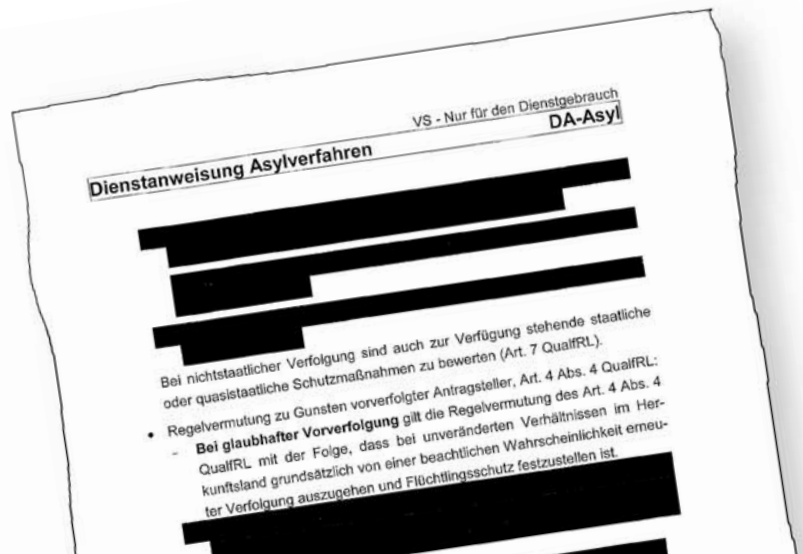 VS - Nur für den Dienstgebrauch
Dienstanweisung Asylverfahren DA-Asyl
Bei nichtstaatlicher Verfolgung sind auch zur Verfügung stehende staatliche
oder quasistaatliche Schutzmaßnahmen zu bewerten (Art. 7 QualfRL).
• Regelvermutung zu Gunsten vorverfolgter Antragsteller, Art. 4 Abs. 4 QualfRL:
- Bei glaubhafter Vorverfolgung gilt die Regelvermutung des Art. 4 Abs. 4
QualfRL mit der Folge, dass bei unveränderten Verhältnissen im Her-
kunftsland grundsätzlich von einer beachtlichen Wahrscheinlichkeit erneu-
ter Verfolgung auszugehen und Flüchtlingsschutz festzustellen ist.